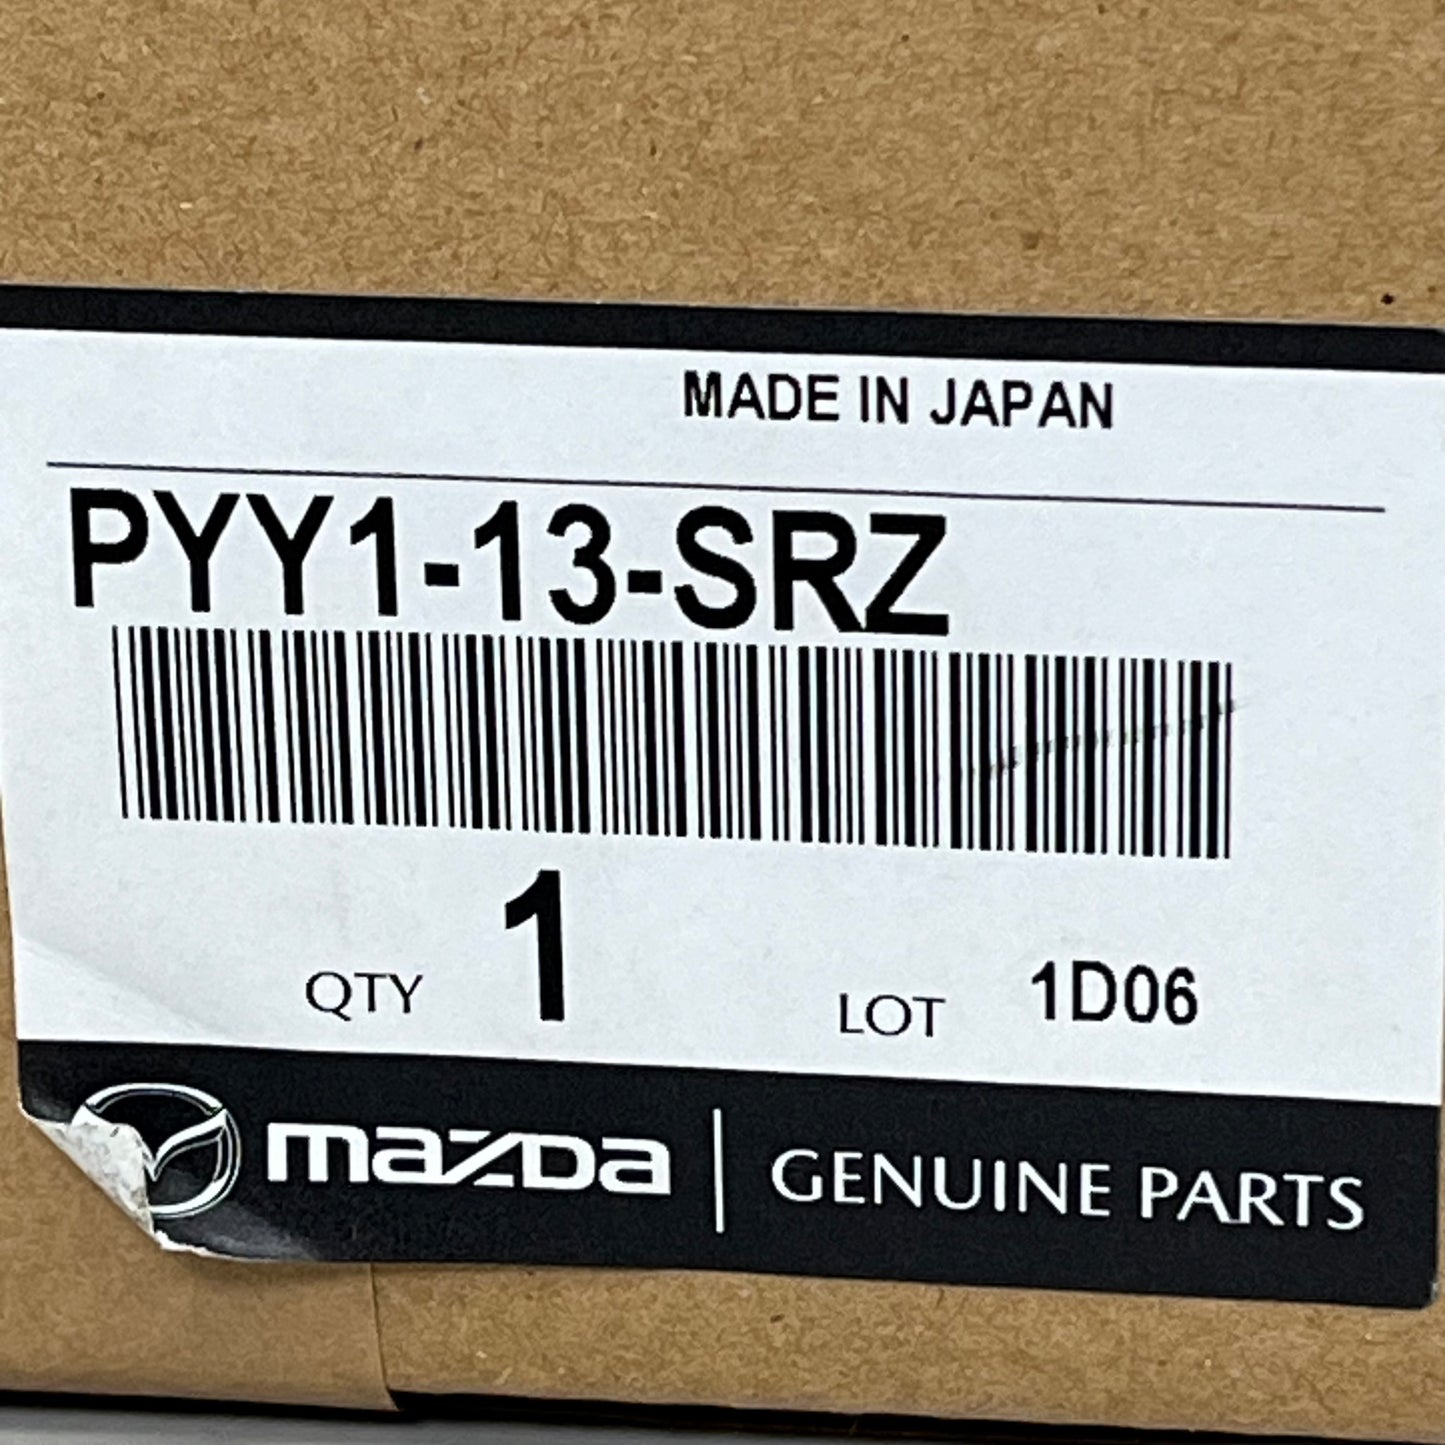 MADE IN JAPAN
PYY1-13-SRZ
QTY 1 LOT 1D06
mazda | GENUINE PARTS